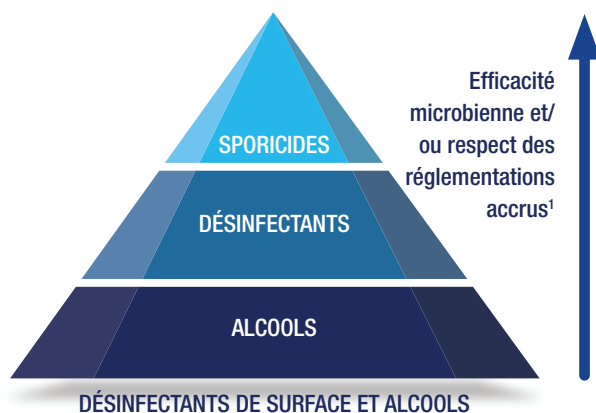 SPORICIDES
DÉSINFECTANTS
ALCOOLS
Efficacité
microbienne et/
ou respect des
réglementations
accrus¹
DÉSINFECTANTS DE SURFACE ET ALCOOLS